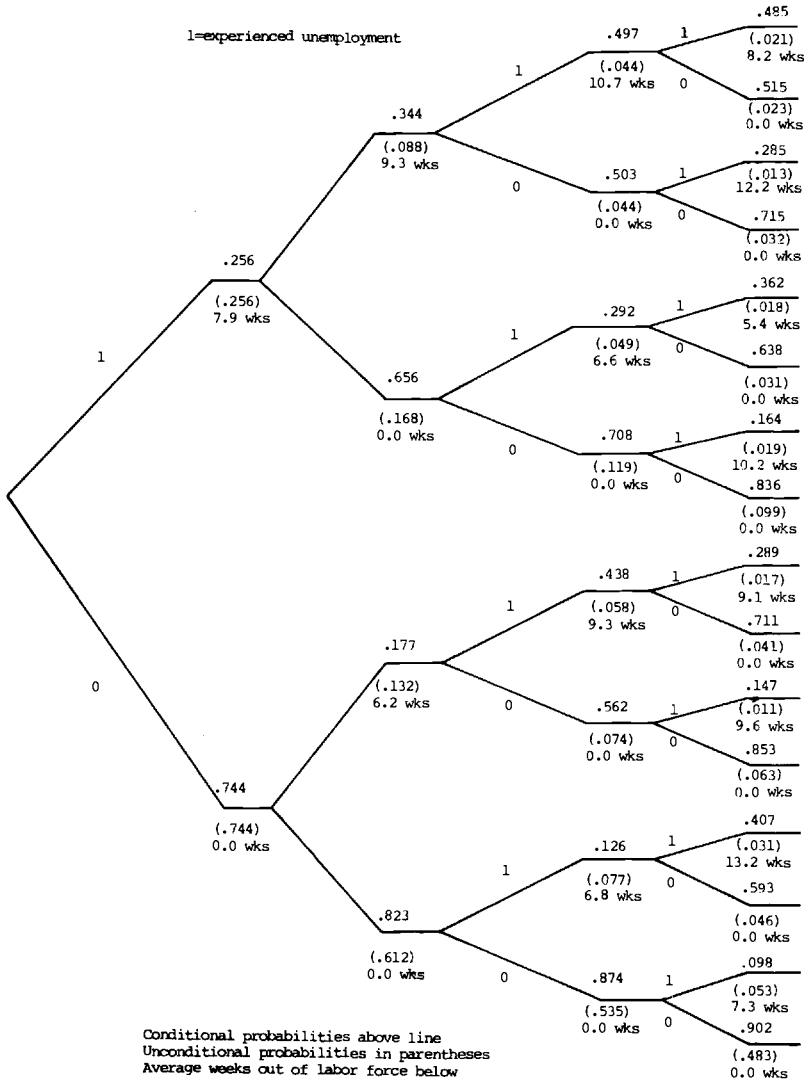 1=experienced unemployment
1
0
.256
(.256)
7.9 wks
.744
(.744)
0.0 wks
1
0
1
0
.344
(.088)
9.3 wks
.656
(.168)
0.0 wks
.177
(.132)
6.2 wks
.823
(.612)
0.0 wks
1
0
1
0
1
0
1
0
.497
(.044)
10.7 wks
.503
(.044)
0.0 wks
.292
(.049)
6.6 wks
.708
(.119)
0.0 wks
.438
(.058)
9.3 wks
.562
(.074)
0.0 wks
.126
(.077)
6.8 wks
.874
(.535)
0.0 wks
1
0
1
0
1
0
1
0
1
0
1
0
1
0
1
0
.485
(.021)
8.2 wks
.515
(.023)
0.0 wks
.285
(.013)
12.2 wks
.715
(.032)
0.0 wks
.362
(.018)
5.4 wks
.638
(.031)
0.0 wks
.164
(.019)
10.2 wks
.836
(.099)
0.0 wks
.289
(.017)
9.1 wks
.711
(.041)
0.0 wks
.147
(.011)
9.6 wks
.853
(.063)
0.0 wks
.407
(.031)
13.2 wks
.593
(.046)
0.0 wks
.098
(.053)
7.3 wks
.902
(.483)
0.0 wks
Conditional probabilities above line
Unconditional probabilities in parentheses
Average weeks out of labor force below